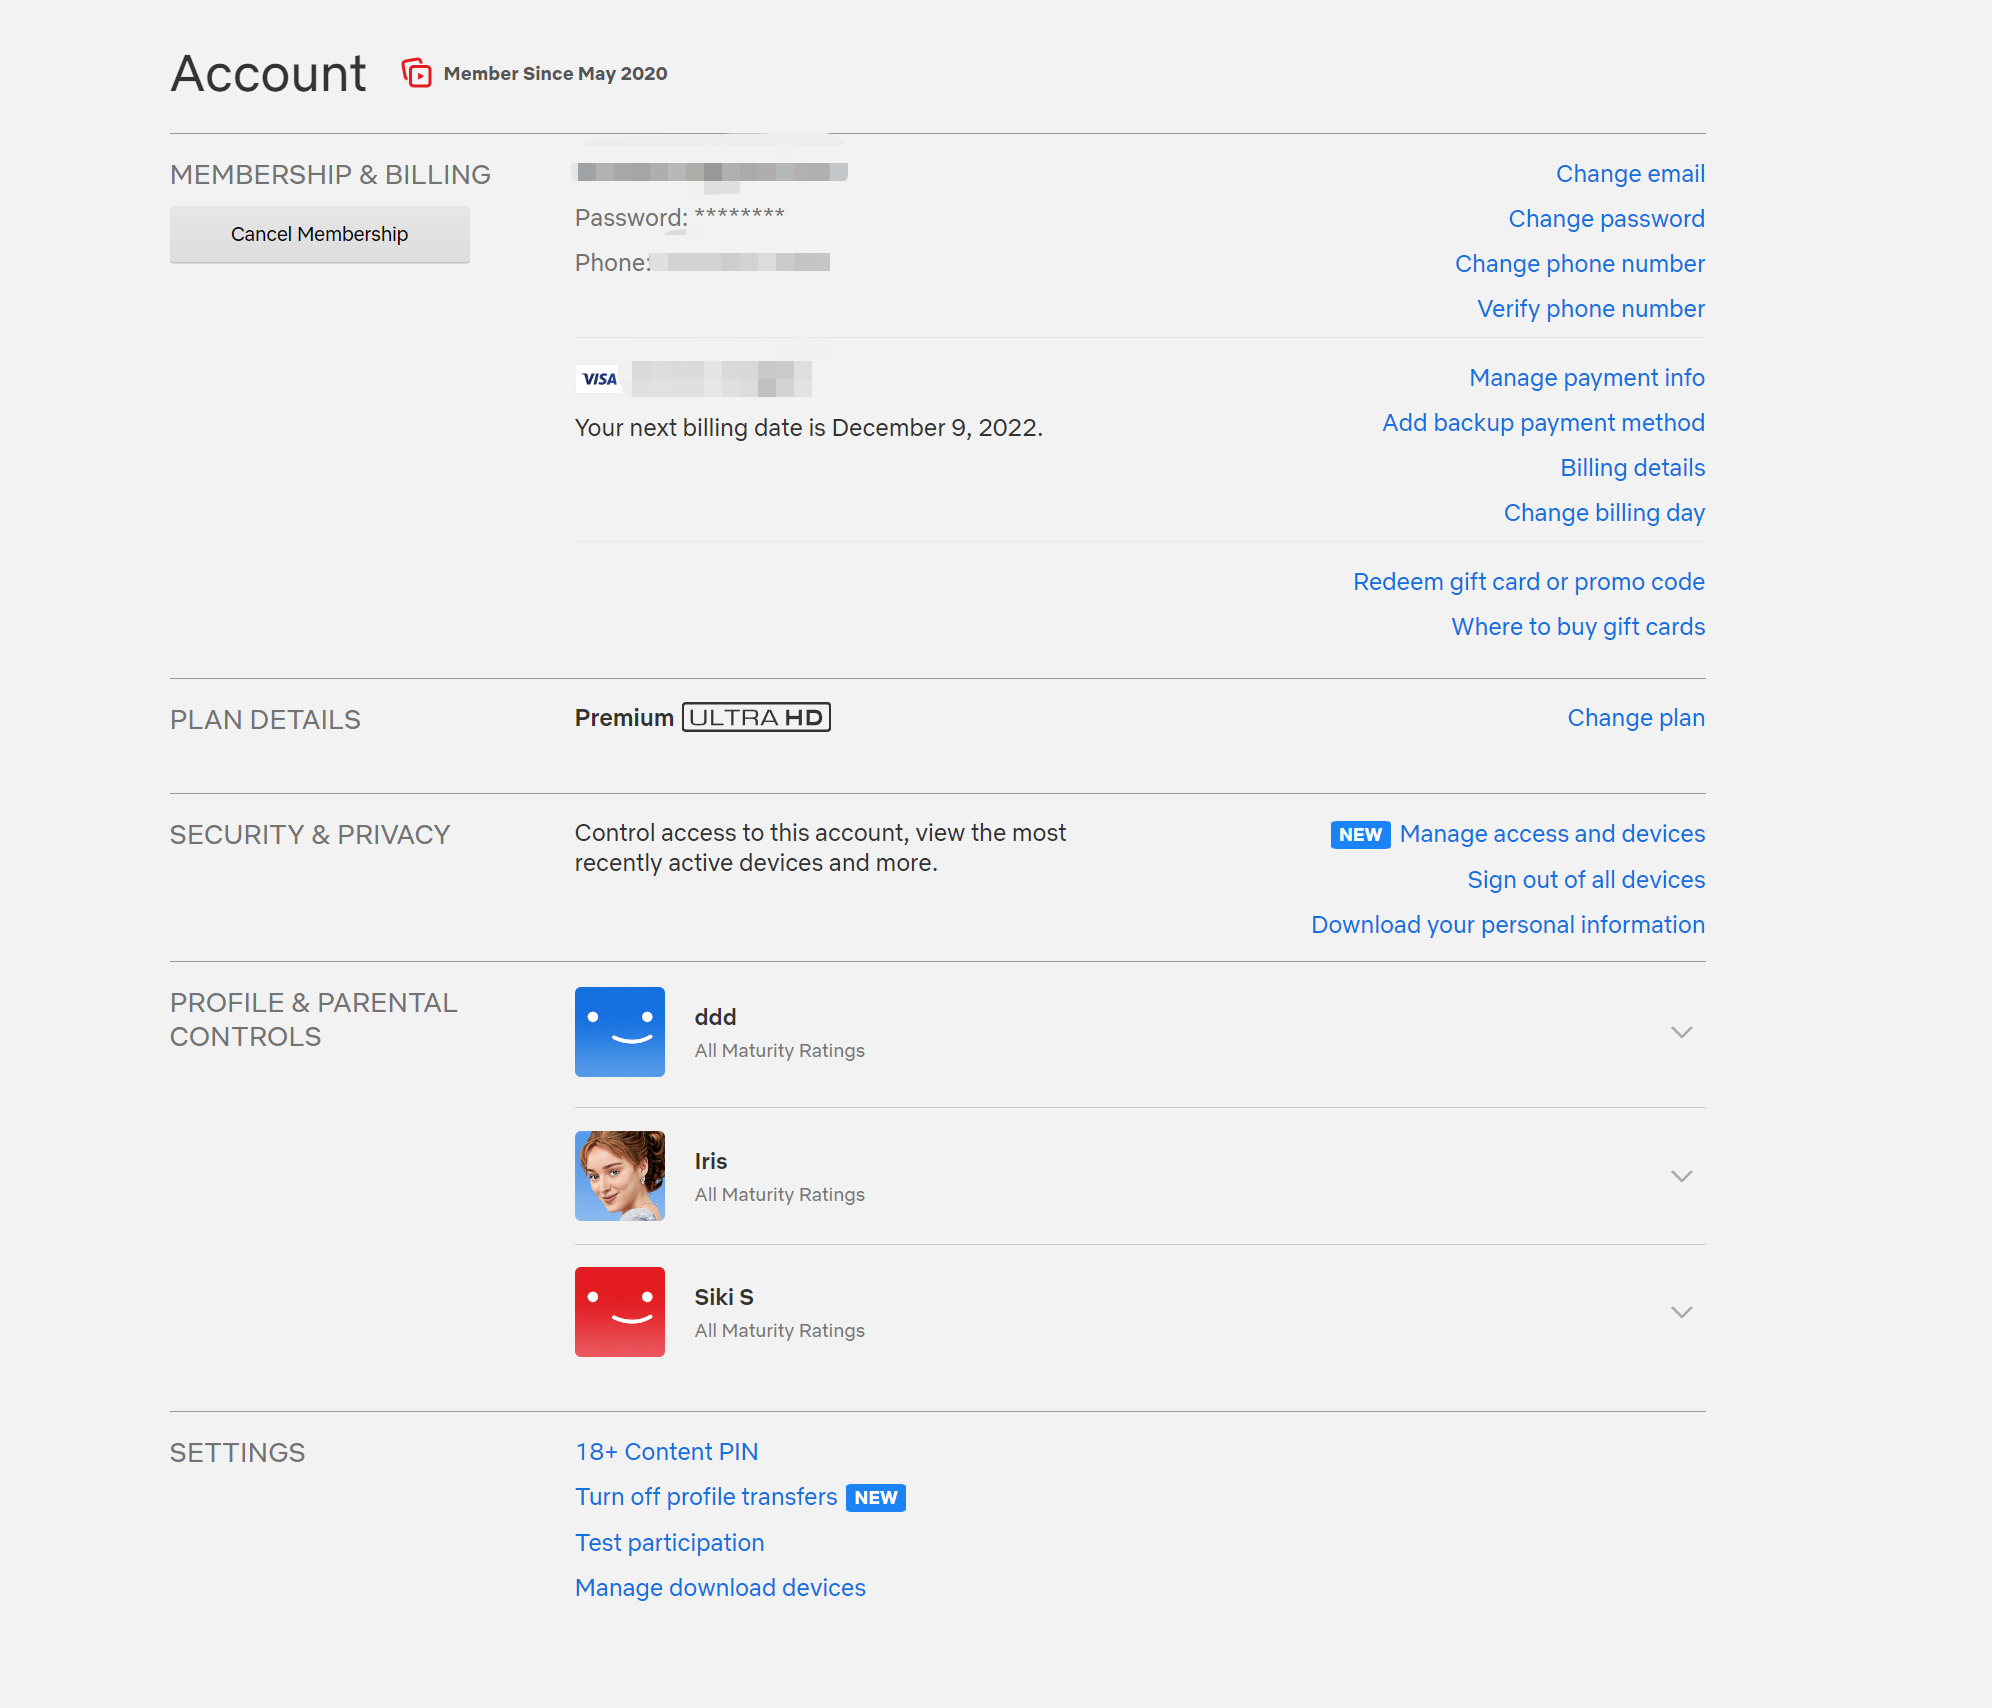 Account
Member Since May 2020
MEMBERSHIP & BILLING
Cancel Membership
Password: ********
Phone:
Change email
Change password
Change phone number
Verify phone number
VISA
Your next billing date is December 9, 2022.
Manage payment info
Add backup payment method
Billing details
Change billing day
Redeem gift card or promo code
Where to buy gift cards
PLAN DETAILS
Premium ULTRA HD
Change plan
SECURITY & PRIVACY
Control access to this account, view the most
recently active devices and more.
NEW Manage access and devices
Sign out of all devices
Download your personal information
PROFILE & PARENTAL
CONTROLS
ddd
All Maturity Ratings
Iris
All Maturity Ratings
Siki S
All Maturity Ratings
SETTINGS
18+ Content PIN
Turn off profile transfers NEW
Test participation
Manage download devices